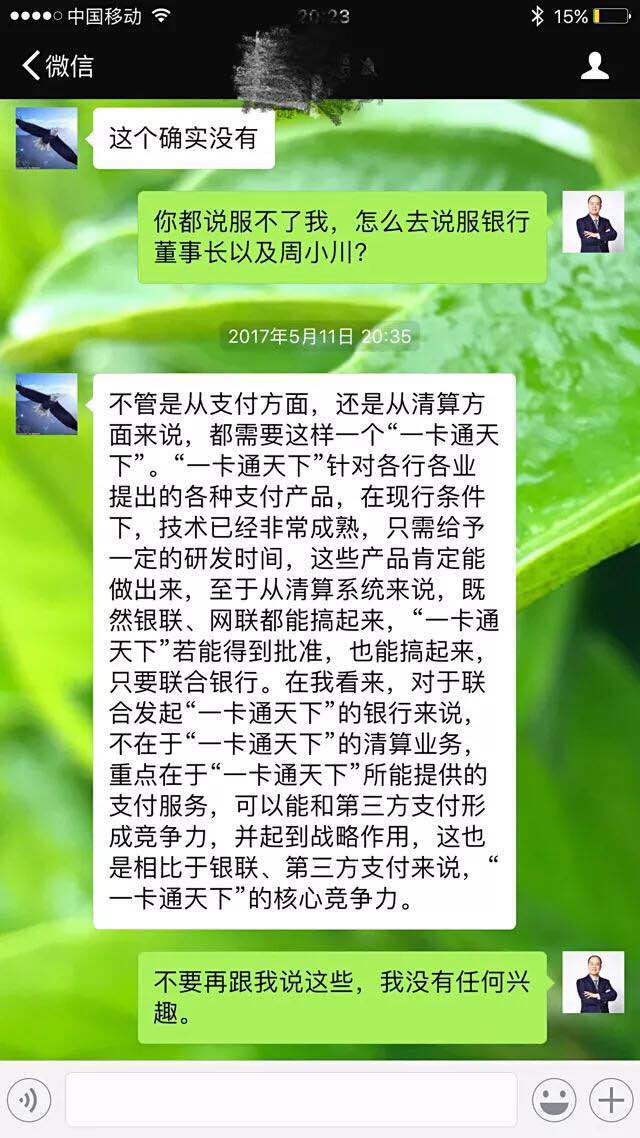 中国移动
20:23
15%
微信
这个确实没有
你都说服不了我，怎么去说服银行
董事长以及周小川？
2017年5月11日 20:35
不管是从支付方面，还是从清算方
面来说，都需要这样一个“一卡通天
下”。“一卡通天下”针对各行各业
提出的各种支付产品，在现行条件
下，技术已经非常成熟，只需给予
一定的研发时间，这些产品肯定能
做出来，至于从清算系统来说，既
然银联、网联都能搞起来，“一卡通
天下”若能得到批准，也能搞起来，
只要联合银行。在我看来，对于联
合发起“一卡通天下”的银行来说，
不在于“一卡通天下”的清算业务，
重点在于“一卡通天下”所能提供的
支付服务，可以能和第三方支付形
成竞争力，并起到战略作用，这也
是相比于银联、第三方支付来说，“
一卡通天下”的核心竞争力。
不要再跟我说这些，我没有任何兴
趣。